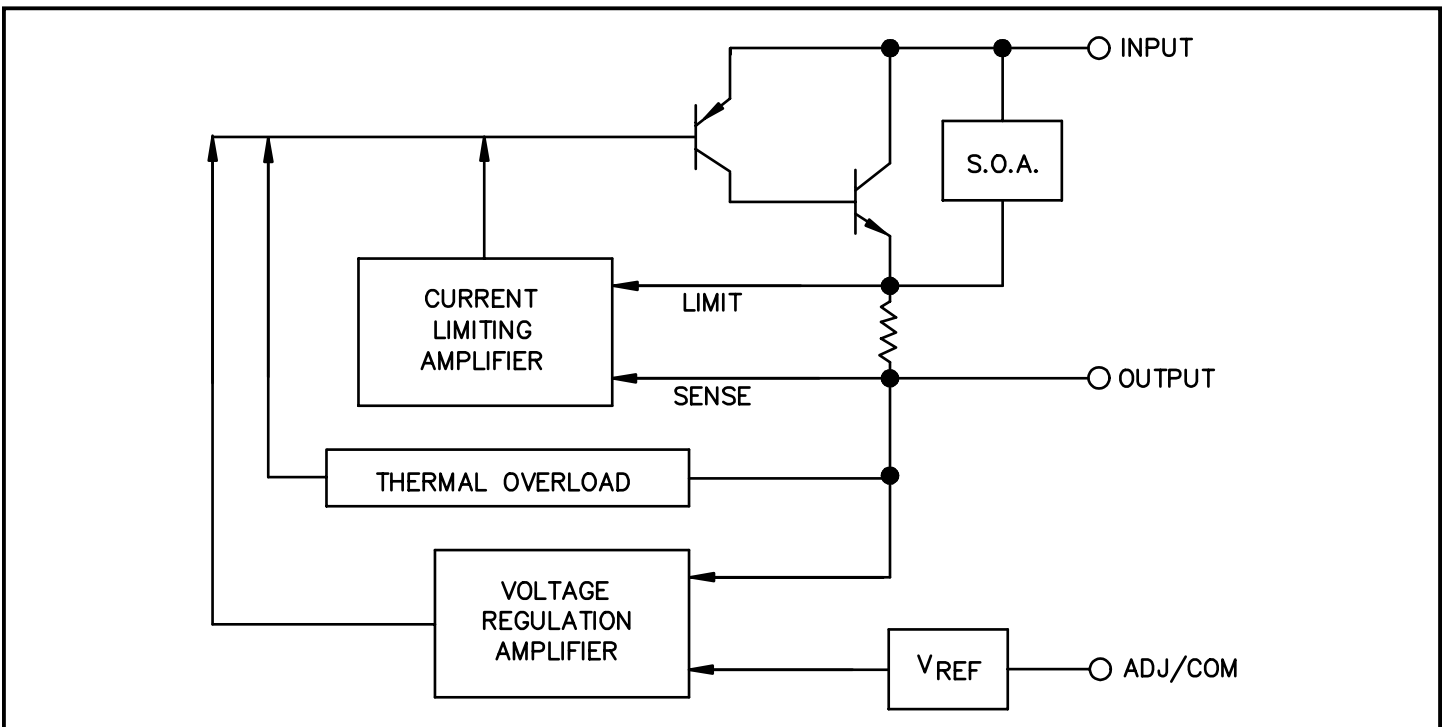 INPUT
S.O.A.
CURRENT
LIMITING
AMPLIFIER
LIMIT
SENSE
OUTPUT
THERMAL OVERLOAD
VOLTAGE
REGULATION
AMPLIFIER
VREF
ADJ/COM